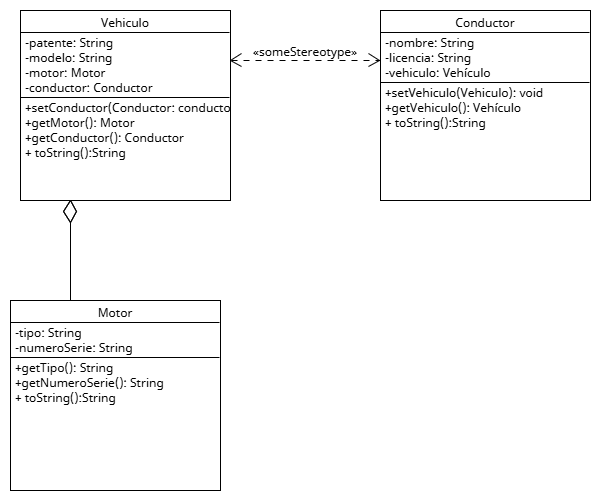 Vehiculo
-patente: String
-modelo: String
-motor: Motor
-conductor: Conductor
+setConductor(Conductor: conducto
+getMotor(): Motor
+getConductor(): Conductor
+ toString():String
«someStereotype»
Conductor
-nombre: String
-licencia: String
-vehiculo: Vehículo
+setVehiculo(Vehiculo): void
+getVehiculo(): Vehículo
+ toString():String
Motor
-tipo: String
-numeroSerie: String
+getTipo(): String
+getNumeroSerie(): String
+ toString():String